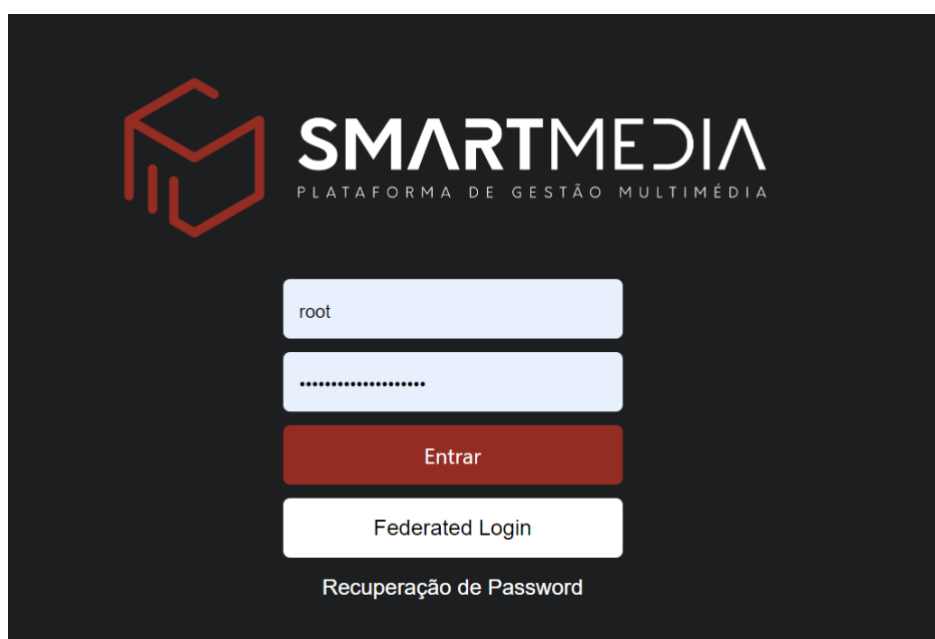 SMARTMEDIA
PLATAFORMA DE GESTÃO MULTIMÉDIA
root
••••••••••••••••••••
Entrar
Federated Login
Recuperação de Password